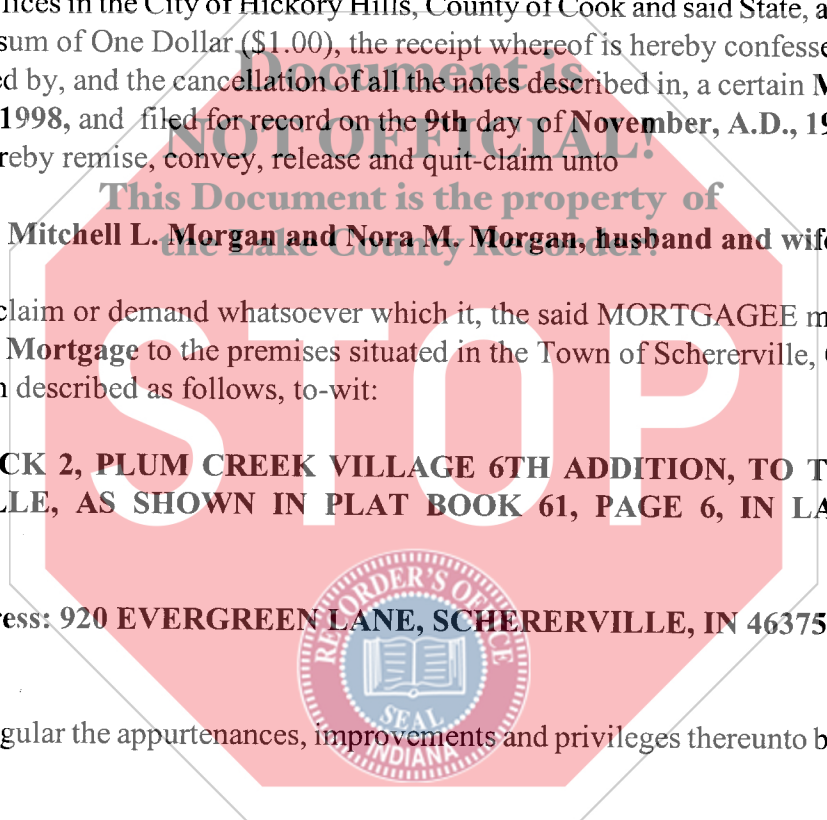 fices in the City of Hickory Hills, County of Cook and said State, a
sum of One Dollar ($1.00), the receipt whereof is hereby confesse
ed by, and the cancellation of all the notes described in, a certain M
Document is
1998, and filed for record on the 9th day of November, A.D., 19
NOT OFFICIAL!
reby remise, convey, release and quit-claim unto
This Document is the property of
Mitchell L. Morgan and Nora M. Morgan, husband and wife
the Lake County Recorder!
claim or demand whatsoever which it, the said MORTGAGEE m
Mortgage to the premises situated in the Town of Schererville, C
n described as follows, to-wit:
STOP
CK 2, PLUM CREEK VILLAGE 6TH ADDITION, TO T
LLE, AS SHOWN IN PLAT BOOK 61, PAGE 6, IN LA
RECORDER'S OFFICE
ress: 920 EVERGREEN LANE, SCHERERVILLE, IN 46375
SEAL
INDIANA
gular the appurtenances, improvements and privileges thereunto b